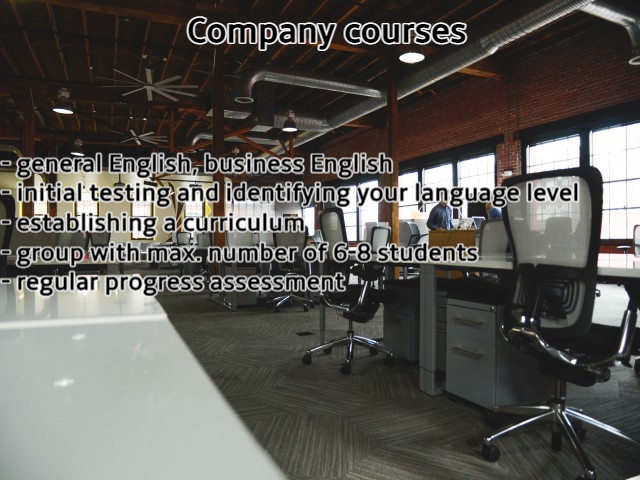 Company courses
- general English, business English
- initial testing and identifying your language level
- establishing a curriculum
- group with max. number of 6-8 students
- regular progress assessment